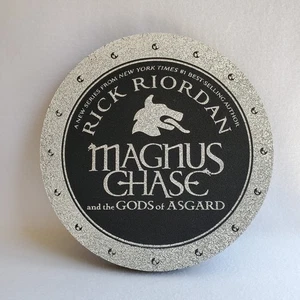 A NEW SERIES FROM NEW YORK TIMES #1 BEST-SELLING AUTHOR
RICK RIORDAN
MAGNUS
CHASE
and the GODS of ASGARD